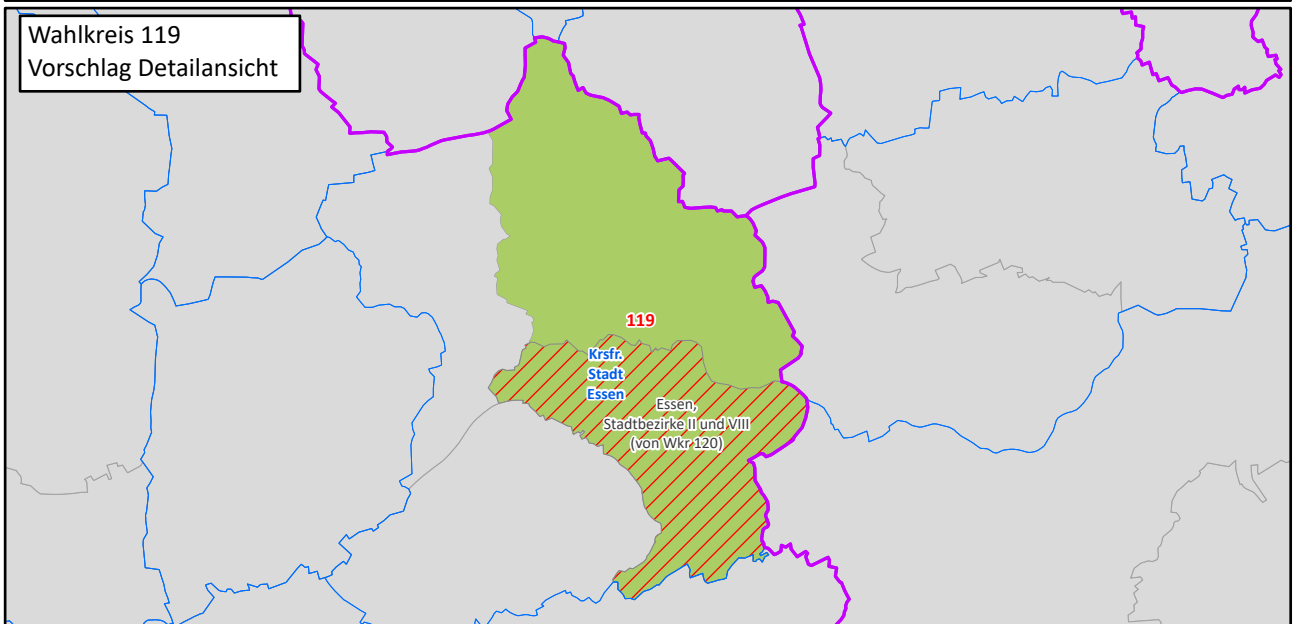 Wahlkreis 119
Vorschlag Detailansicht
119
Krsfr.
Stadt
Essen
Essen,
Stadtbezirke II und VIII
(von Wkr 120)